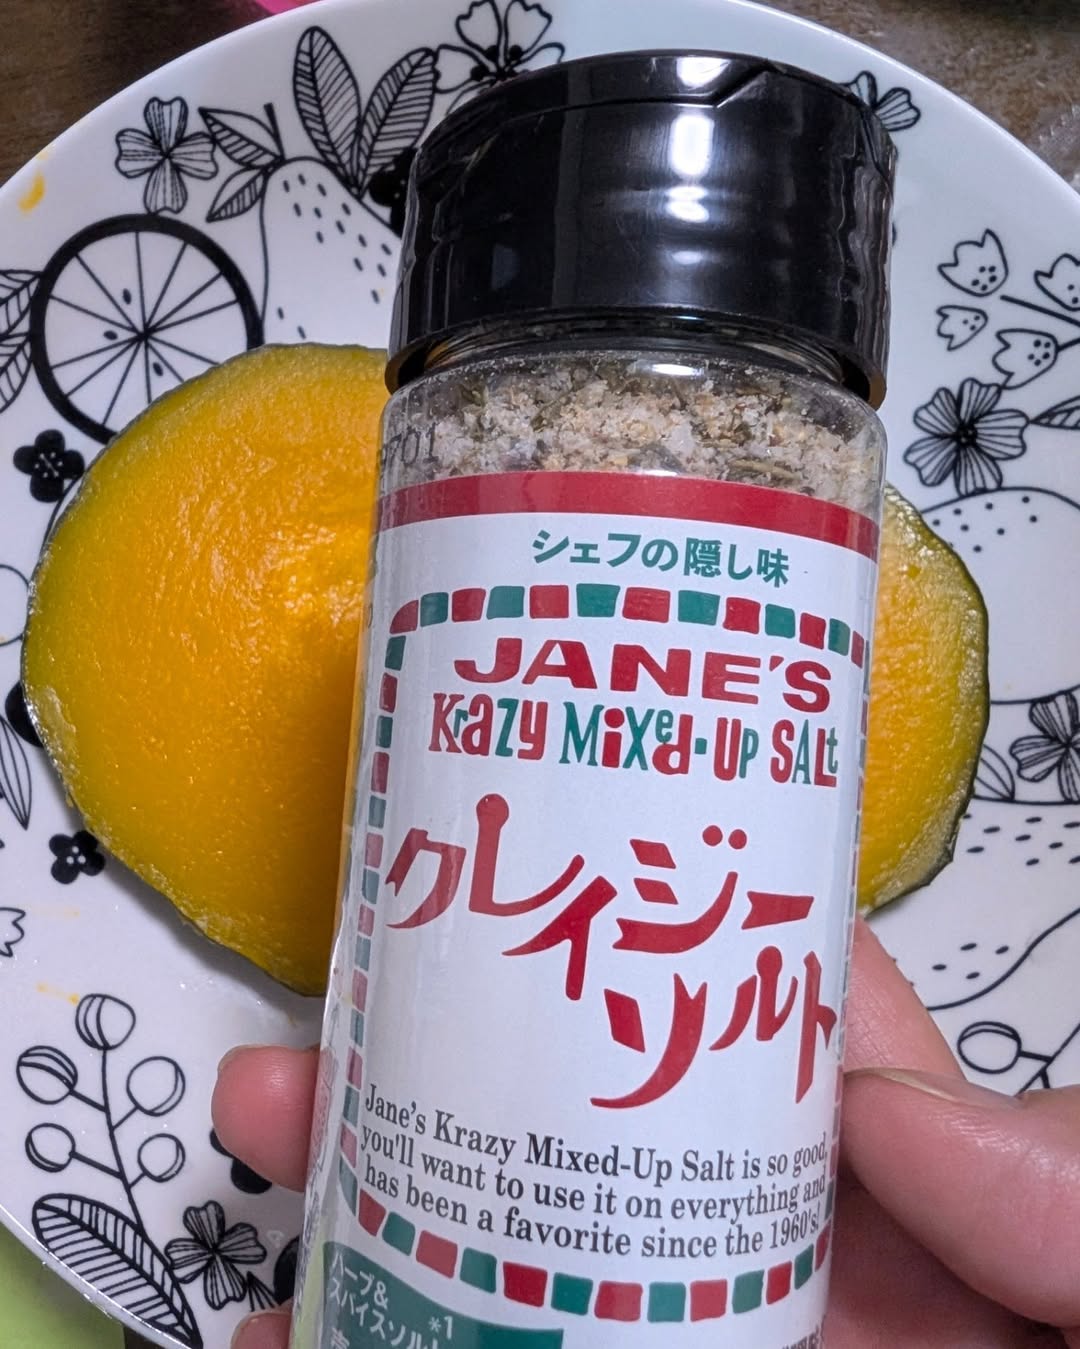 シェフの隠し味
JANE'S
Krazy Mixed-Up SALt
クレイジー
ソルト
Jane's Krazy Mixed-Up Salt is so good,
you'll want to use it on everything and
has been a favorite since the 1960's!
ハーブ&
スパイスソルト
*1